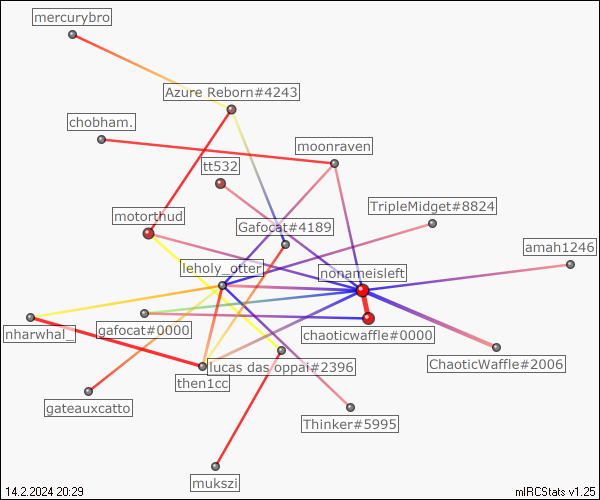 mercurybro
Azure Reborn#4243
chobham.
moonraven
tt532
TripleMidget#8824
motorthud
Gafocat#4189
amah1246
leholy_otter
nonameisleft
nharwhal_
gafocat#0000
chaoticwaffle#0000
ChaoticWaffle#2006
lucas das oppai#2396
then1cc
gateauxcatto
Thinker#5995
mukszi
14.2.2024 20:29
mIRCStats v1.25